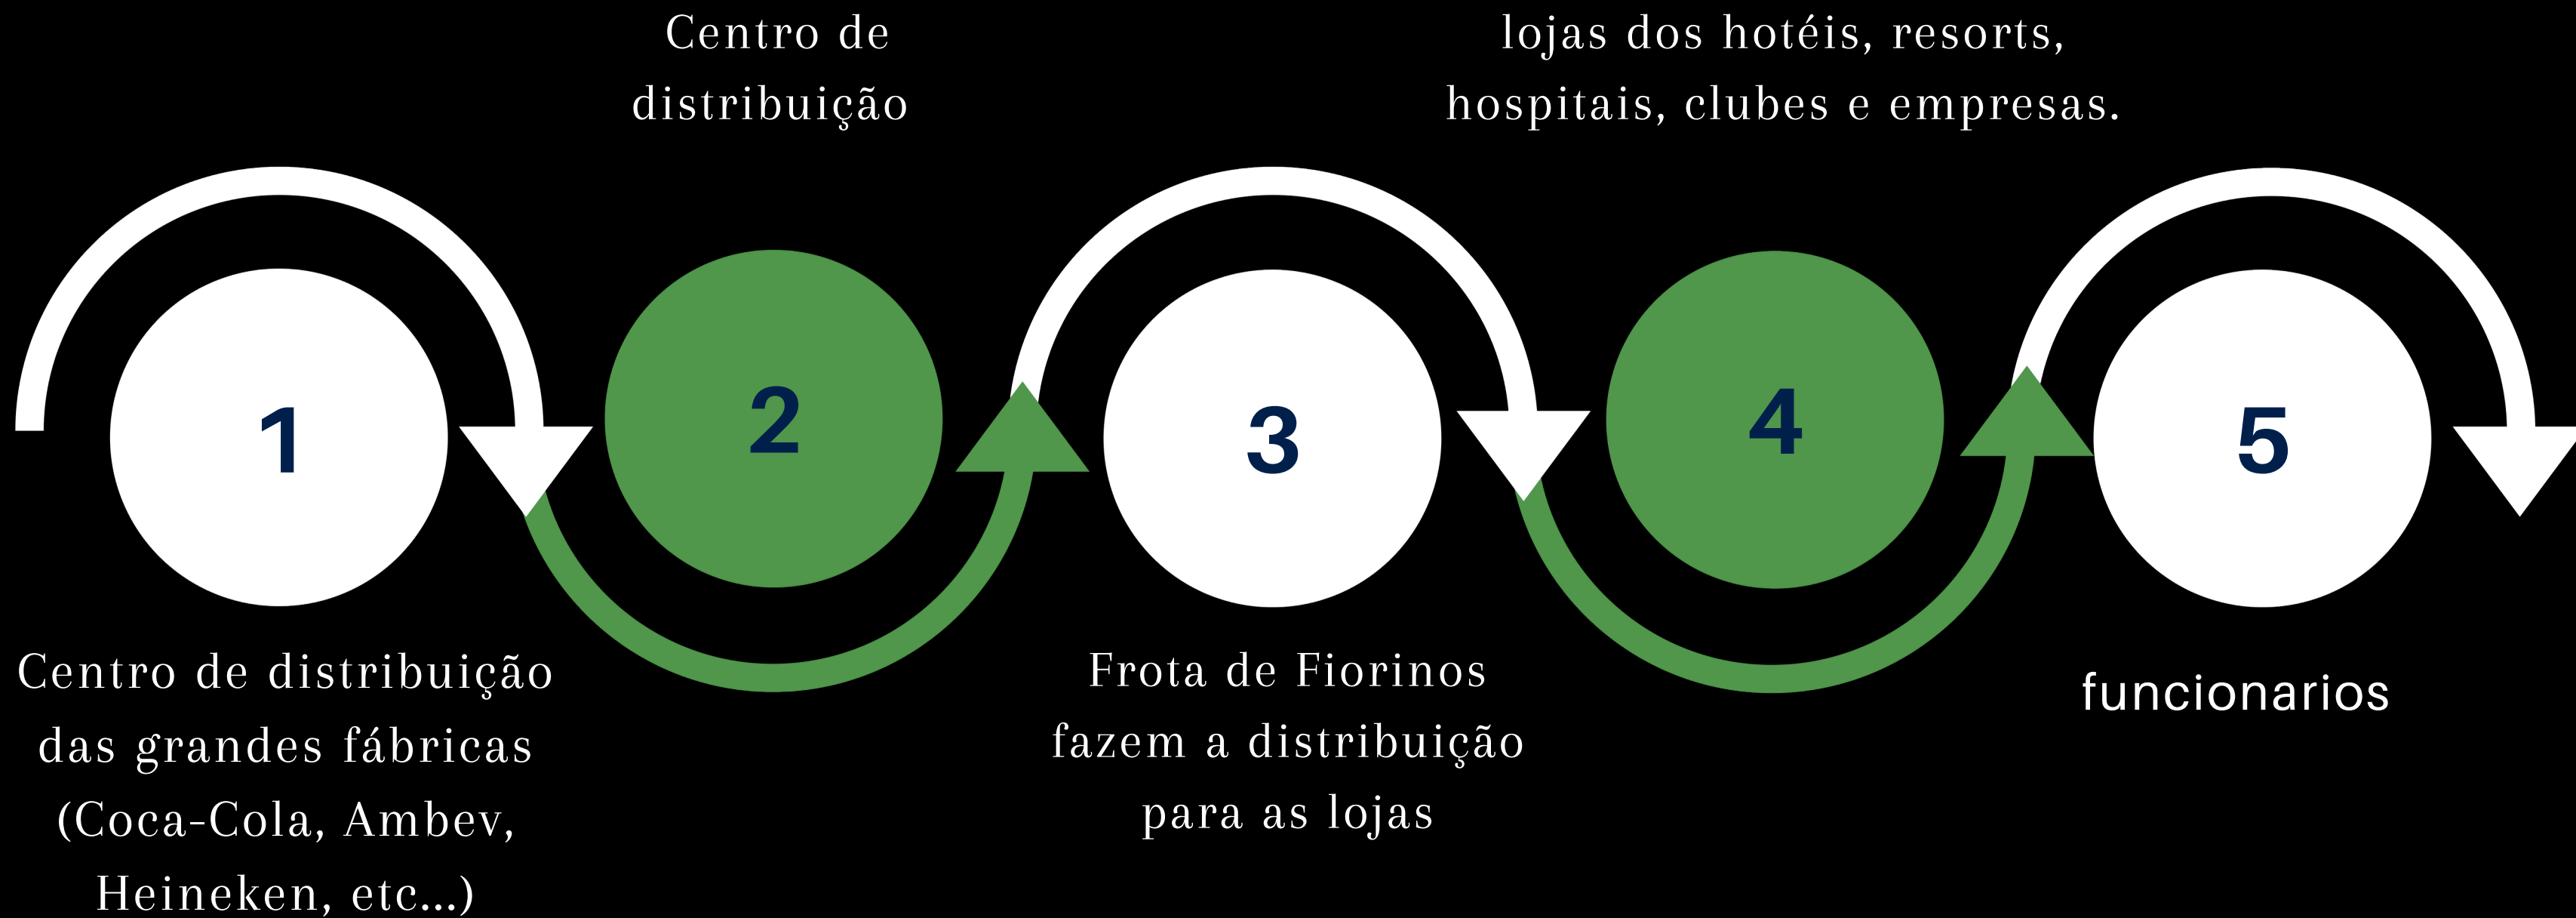 Centro de
distribuição
lojas dos hotéis, resorts,
hospitais, clubes e empresas.
1
2
3
4
5
Centro de distribuição
das grandes fábricas
(Coca-Cola, Ambev,
Heineken, etc...)
Frota de Fiorinos
fazem a distribuição
para as lojas
funcionarios